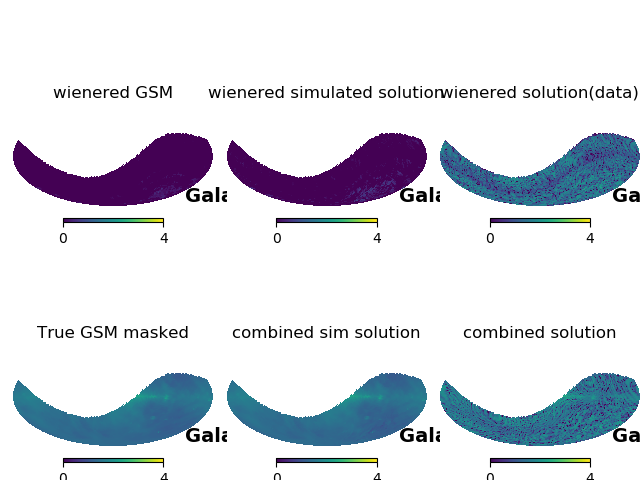 wienered GSM
wienered simulated solution
wienered solution(data)
Gala
Gala
Ga
0 4
0 4
0 4
True GSM masked
combined sim solution
combined solution
Gala
Gala
Ga
0 4
0 4
0 4